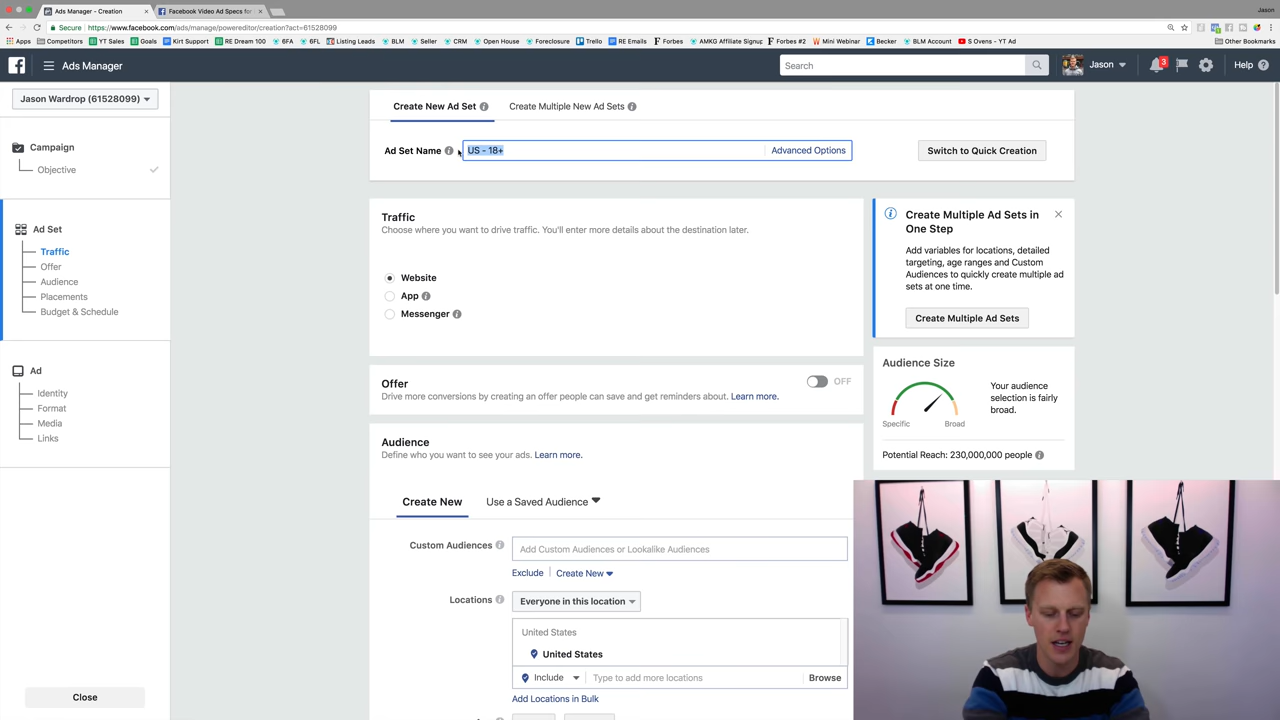 Ads Manager - Creation
Facebook Video Ad Specs for
Jason
Secure
https://www.facebook.com/ads/manage/powereditor/creation?act=61528099
Apps
Competitors
YT Sales
Goals
Kirt Support
RE Dream 100
6FA
6FL
Listing Leads
BLM
Seller
CRM
Open House
Foreclosure
Trello
RE Emails
Forbes
AMKG Affiliate Signup
Forbes #2
Mini Webinar
Becker
BLM Account
S Ovens - YT Ad
Other Bookmarks
Ads Manager
Search
Jason
3
Help
Jason Wardrop (61528099)
Campaign
Objective
Ad Set
Traffic
Offer
Audience
Placements
Budget & Schedule
Ad
Identity
Format
Media
Links
Close
Create New Ad Set
Create Multiple New Ad Sets
Ad Set Name
US - 18+
Advanced Options
Switch to Quick Creation
Traffic
Choose where you want to drive traffic. You'll enter more details about the destination later.
Website
App
Messenger
Offer
OFF
Drive more conversions by creating an offer people can save and get reminders about. Learn more.
Audience
Define who you want to see your ads. Learn more.
Create New
Use a Saved Audience
Custom Audiences
Add Custom Audiences or Lookalike Audiences
Exclude
Create New
Locations
Everyone in this location
United States
United States
Include
Type to add more locations
Browse
Add Locations in Bulk
Create Multiple Ad Sets in
One Step
Add variables for locations, detailed
targeting, age ranges and Custom
Audiences to quickly create multiple ad
sets at one time.
Create Multiple Ad Sets
Audience Size
Your audience
selection is fairly
broad.
Specific
Broad
Potential Reach: 230,000,000 people